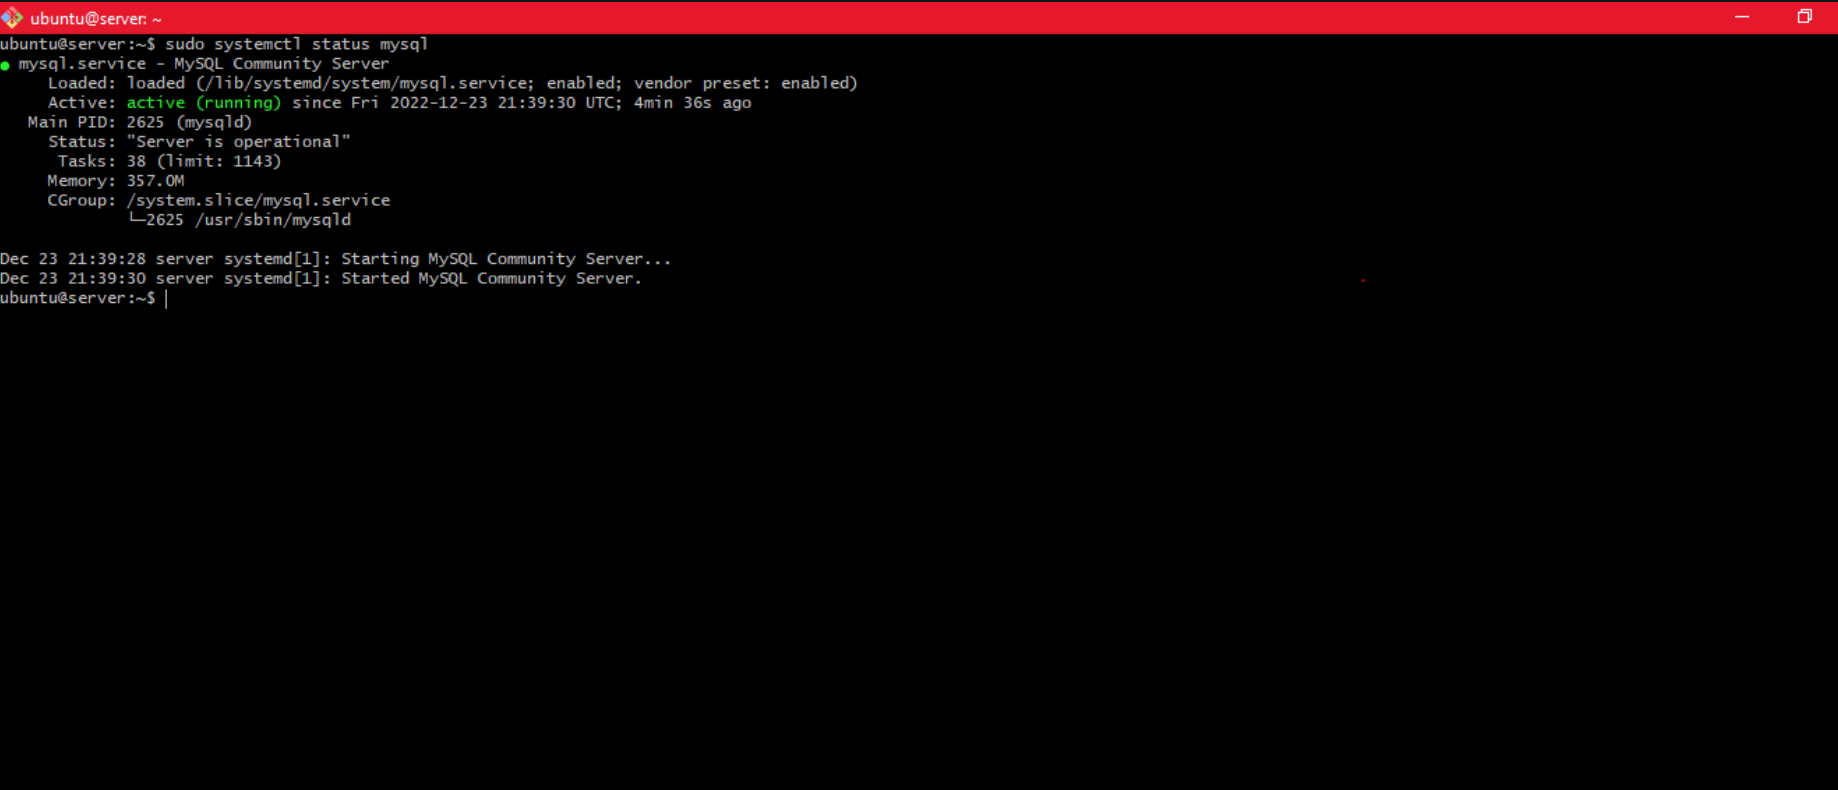 ubuntu@server: ~
ubuntu@server:~$ sudo systemctl status mysql
● mysql.service - MySQL Community Server
Loaded: loaded (/lib/systemd/system/mysql.service; enabled; vendor preset: enabled)
Active: active (running) since Fri 2022-12-23 21:39:30 UTC; 4min 36s ago
Main PID: 2625 (mysqld)
Status: "Server is operational"
Tasks: 38 (limit: 1143)
Memory: 357.0M
CGroup: /system.slice/mysql.service
└─2625 /usr/sbin/mysqld
Dec 23 21:39:28 server systemd[1]: Starting MySQL Community Server...
Dec 23 21:39:30 server systemd[1]: Started MySQL Community Server.
ubuntu@server:~$